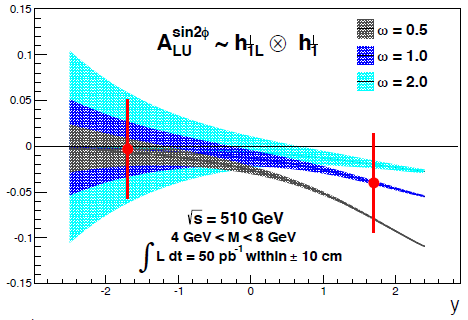 0.15
A_LU^sin2ϕ ~ h⊥_1L ⊗ h⊥_1
ω = 0.5
ω = 1.0
ω = 2.0
0.1
0.05
0
-0.05
-0.1
-0.15
√s = 510 GeV
4 GeV < M < 8 GeV
∫ L dt = 50 pb⁻¹ within ± 10 cm
-2 -1 0 1 2
y